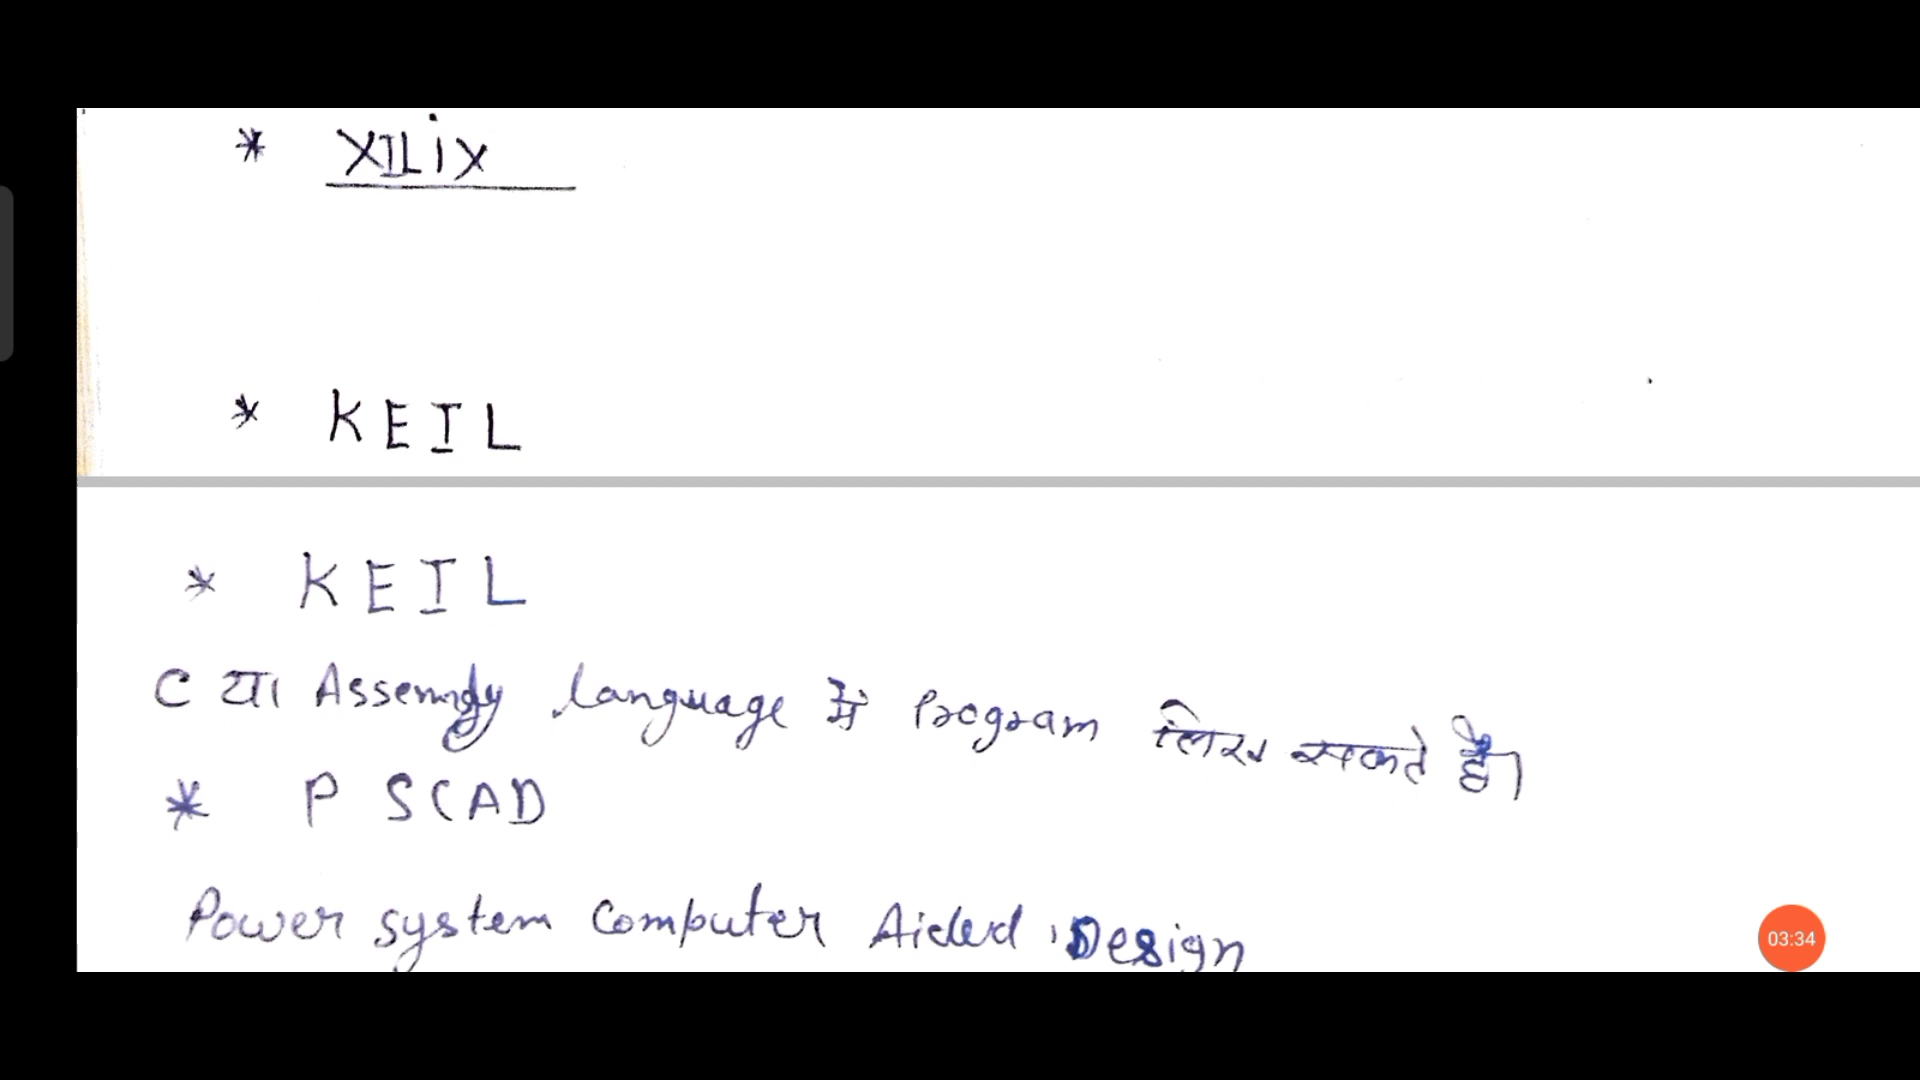 * XILiX
* KEIL
* KEIL
C या Assembly language में Program लिख सकते है।
* P SCAD
Power system Computer Aided Design
03:34